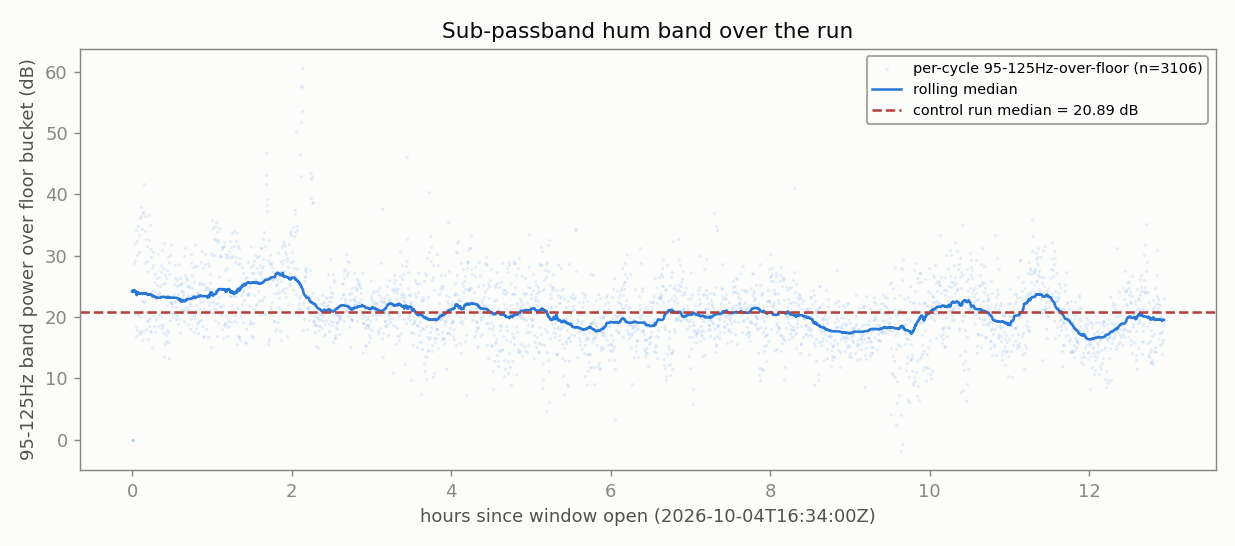 Sub-passband hum band over the run
95-125Hz band power over floor bucket (dB)
60
50
40
30
20
10
0
per-cycle 95-125Hz-over-floor (n=3106)
rolling median
control run median = 20.89 dB
0 2 4 6 8 10 12
hours since window open (2026-10-04T16:34:00Z)